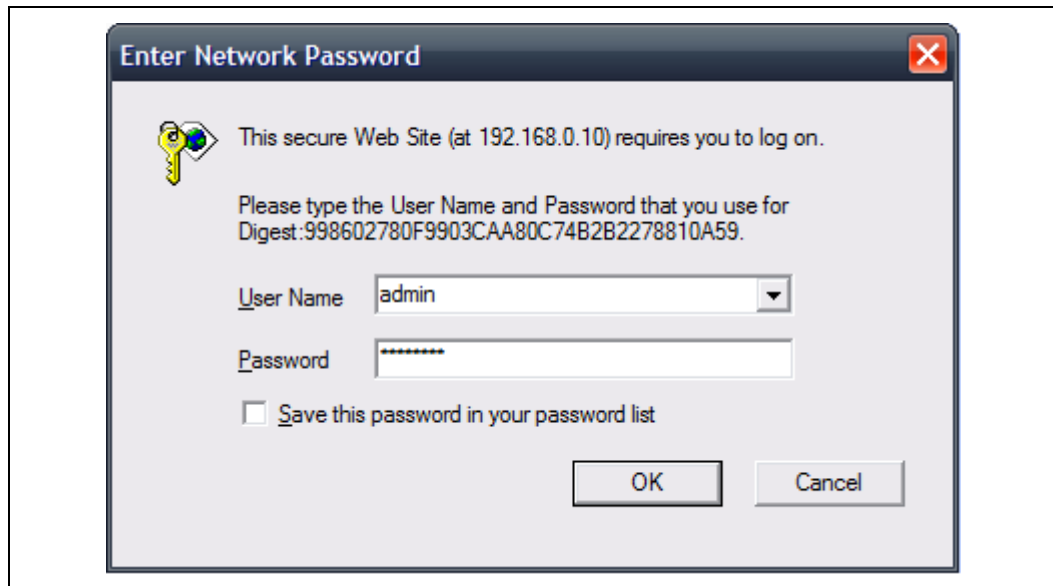 Enter Network Password
This secure Web Site (at 192.168.0.10) requires you to log on.
Please type the User Name and Password that you use for
Digest:998602780F9903CAA80C74B2B2278810A59.
User Name
admin
Password
********
Save this password in your password list
OK
Cancel